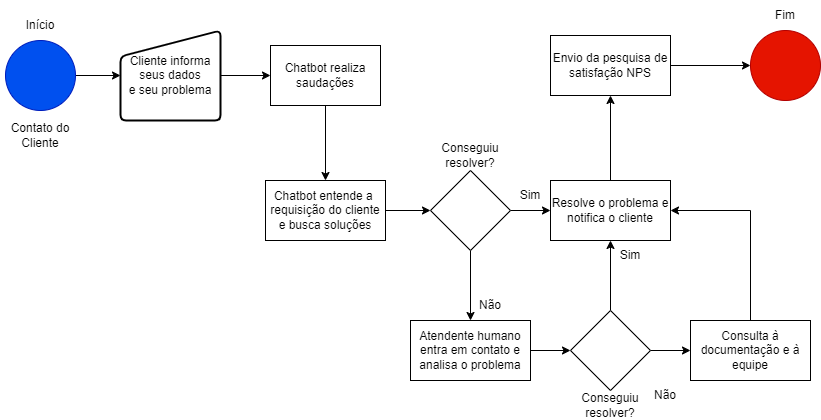 Início
Contato do
Cliente
Cliente informa
seus dados
e seu problema
Chatbot realiza
saudações
Chatbot entende a
requisição do cliente
e busca soluções
Conseguiu
resolver?
Sim
Não
Resolve o problema e
notifica o cliente
Envio da pesquisa de
satisfação NPS
Fim
Atendente humano
entra em contato e
analisa o problema
Conseguiu
resolver?
Sim
Não
Consulta à
documentação e à
equipe